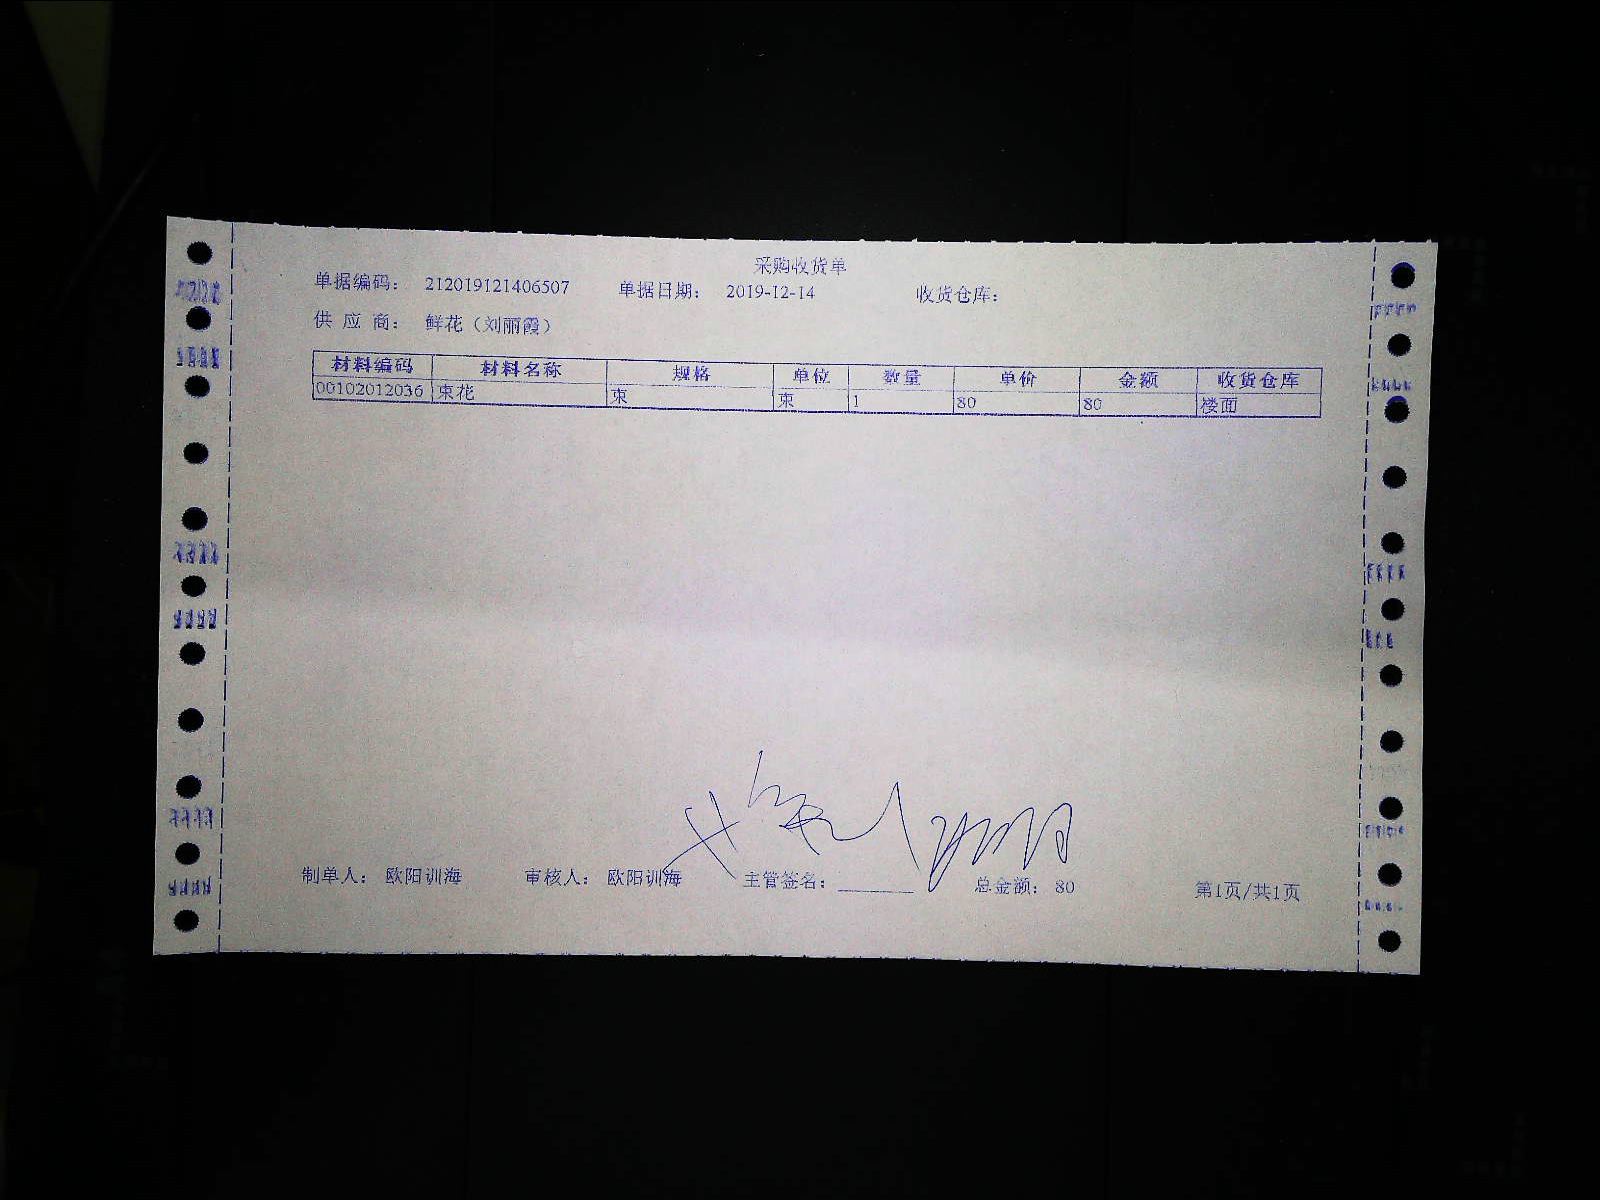 采购收货单
单据编码： 212019121406507 单据日期： 2019-12-14 收货仓库：
供 应 商： 鲜花（刘丽霞）
材料编码 材料名称 规格 单位 数量 单价 金额 收货仓库
00102012036 束花 束 束 1 80 80 楼面
制单人： 欧阳训海 审核人： 欧阳训海 主管签名：________ 总金额： 80 第1页/共1页